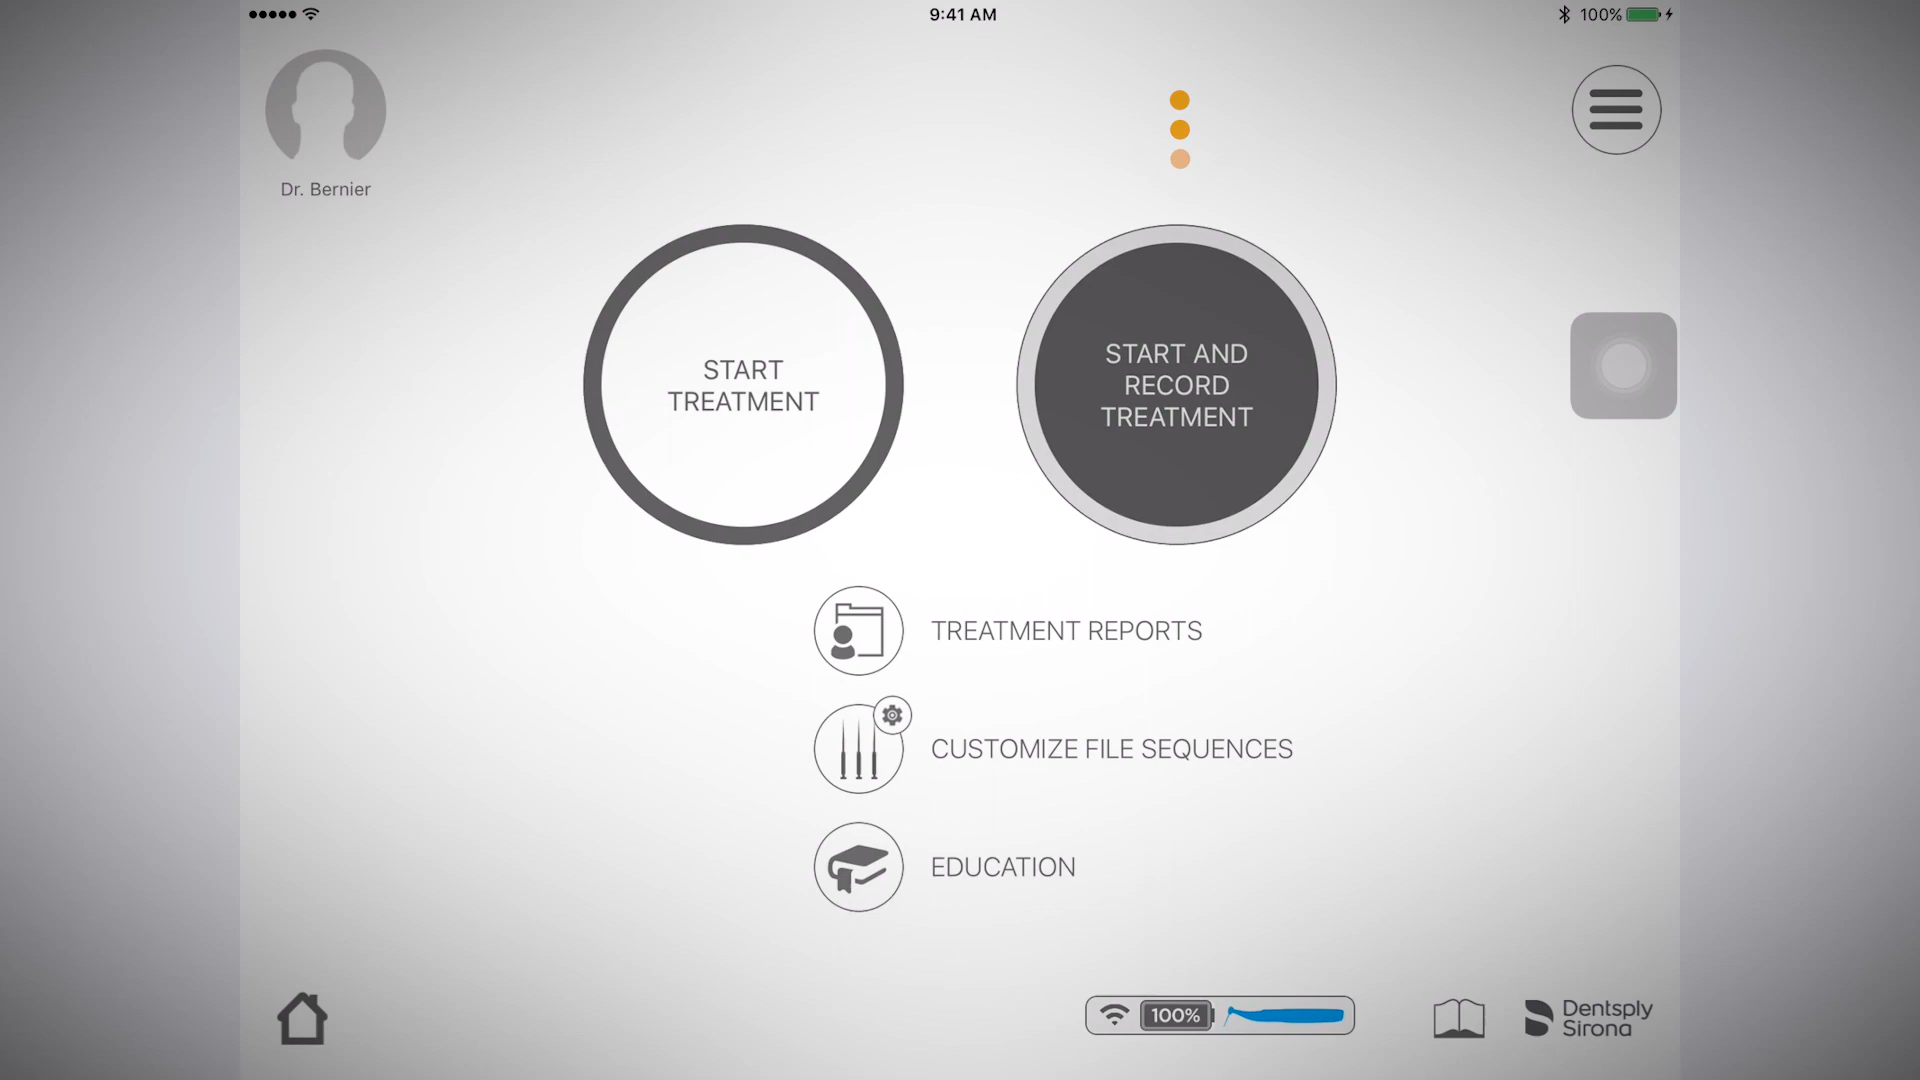 9:41 AM
100%
Dr. Bernier
START
TREATMENT
START AND
RECORD
TREATMENT
TREATMENT REPORTS
CUSTOMIZE FILE SEQUENCES
EDUCATION
100%
Dentsply
Sirona